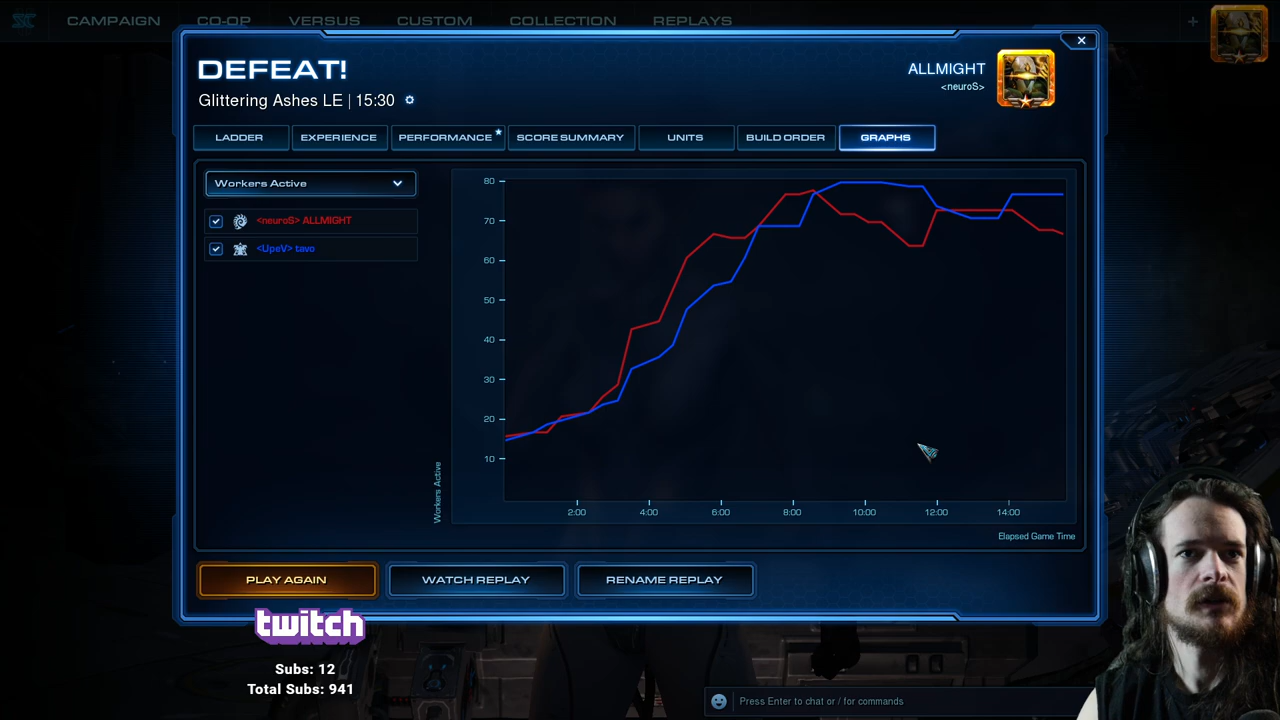 CAMPAIGN CO-OP VERSUS CUSTOM COLLECTION REPLAYS
DEFEAT!
Glittering Ashes LE | 15:30
ALLMIGHT
<neuroS>
LADDER EXPERIENCE PERFORMANCE SCORE SUMMARY UNITS BUILD ORDER GRAPHS
Workers Active
<neuroS> ALLMIGHT
<UpeV> tavo
80
70
60
50
40
30
20
10
Workers Active
2:00 4:00 6:00 8:00 10:00 12:00 14:00
Elapsed Game Time
PLAY AGAIN WATCH REPLAY RENAME REPLAY
twitch
Subs: 12
Total Subs: 941
Press Enter to chat or / for commands